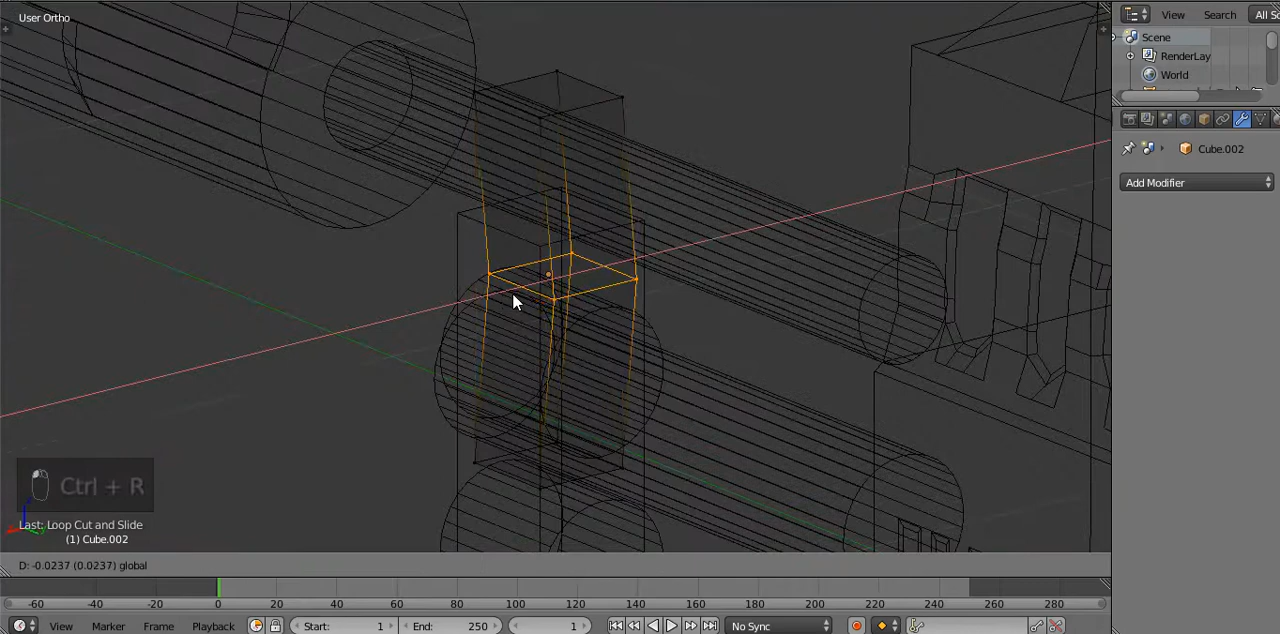 User Ortho
View Search All Sc
Scene
RenderLay
World
Cube.002
Add Modifier
Ctrl + R
Last: Loop Cut and Slide
(1) Cube.002
D: -0.0237 (0.0237) global
-60 -40 -20 0 20 40 60 80 100 120 140 160 180 200 220 240 260 280
View Marker Frame Playback Start: 1 End: 250 1 No Sync